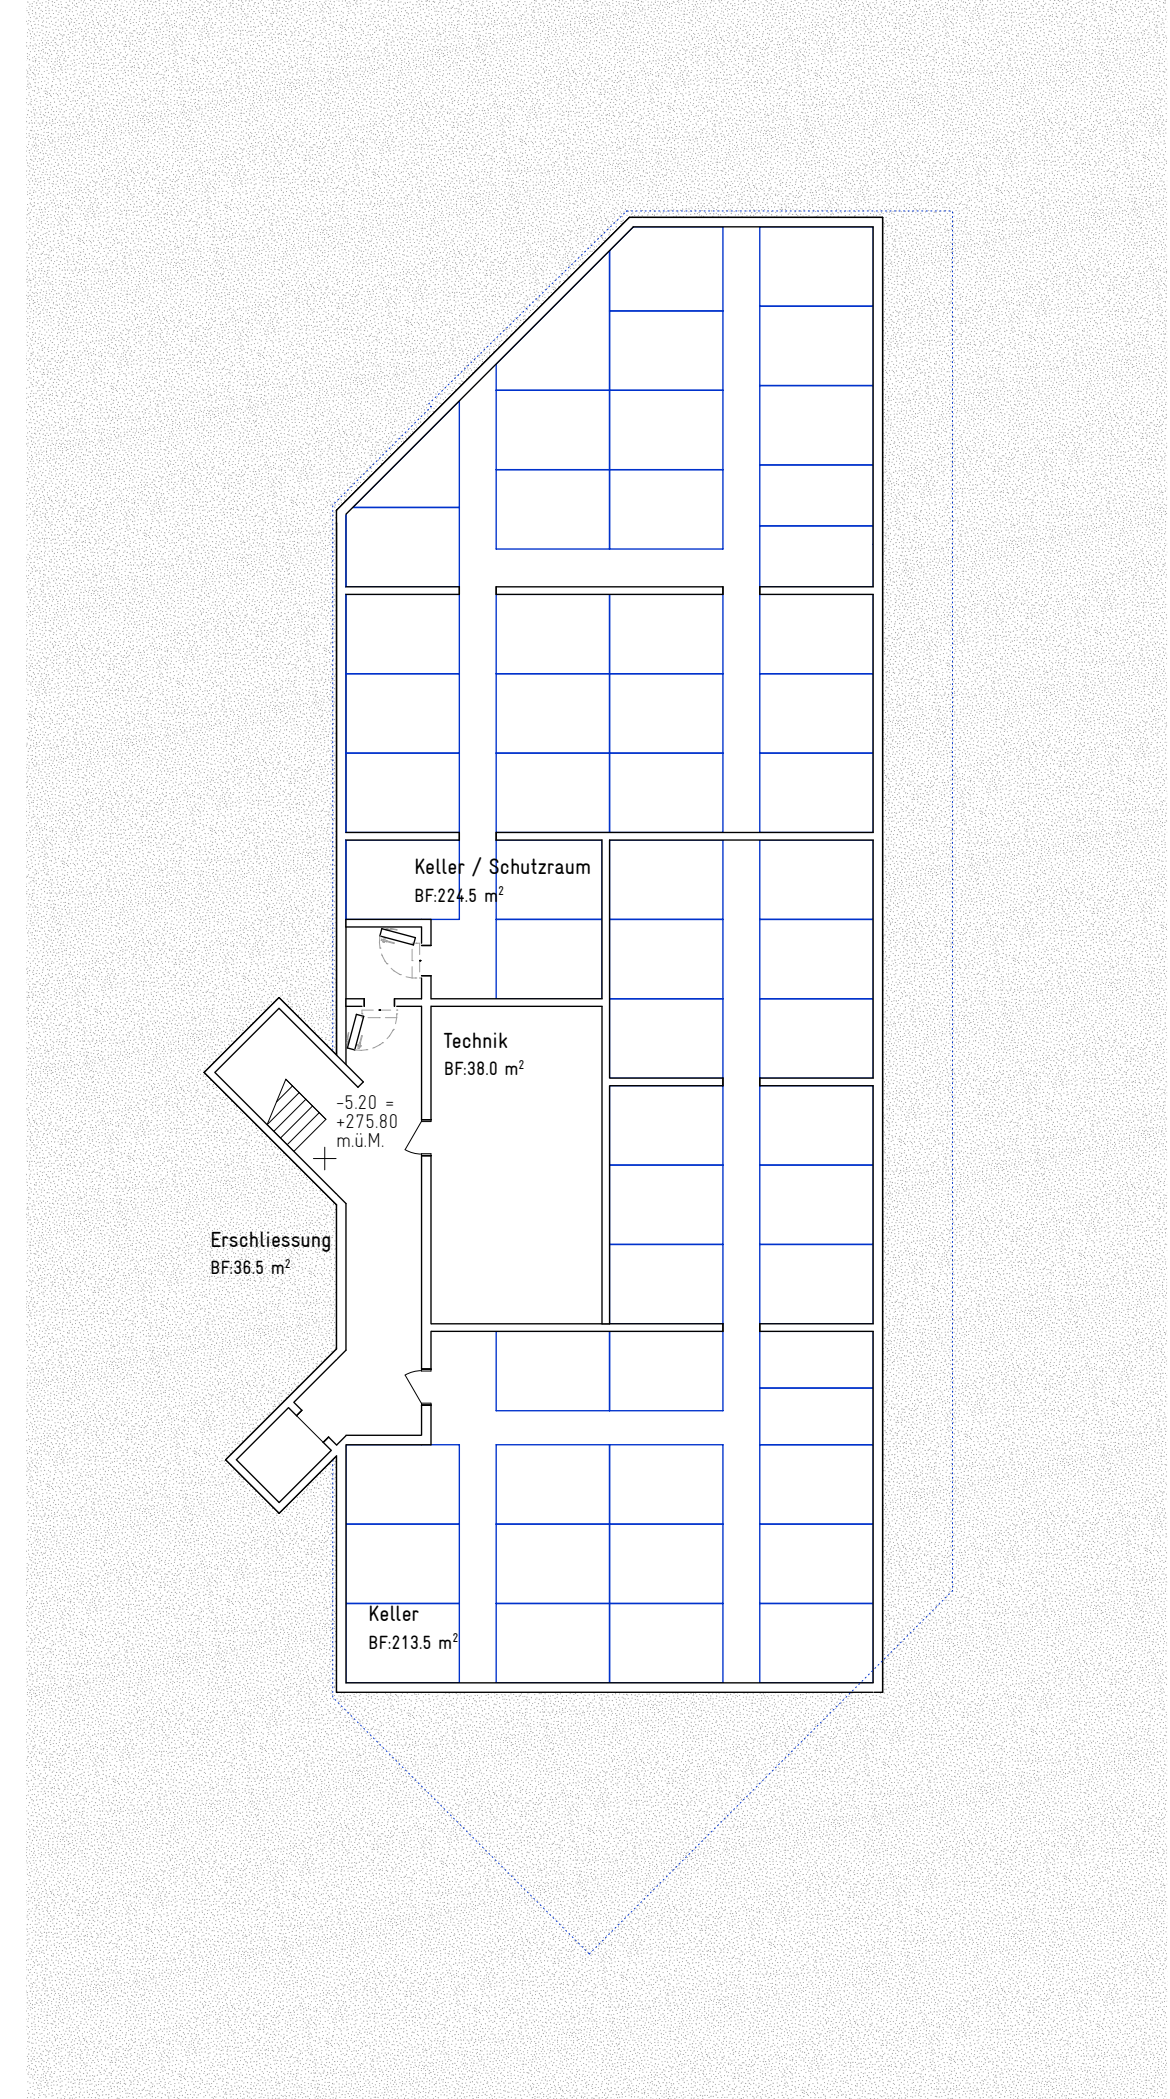 Keller / Schutzraum
BF:224.5 m²
Technik
BF:38.0 m²
-5.20 =
+275.80
m.ü.M.
Erschliessung
BF:36.5 m²
Keller
BF:213.5 m²